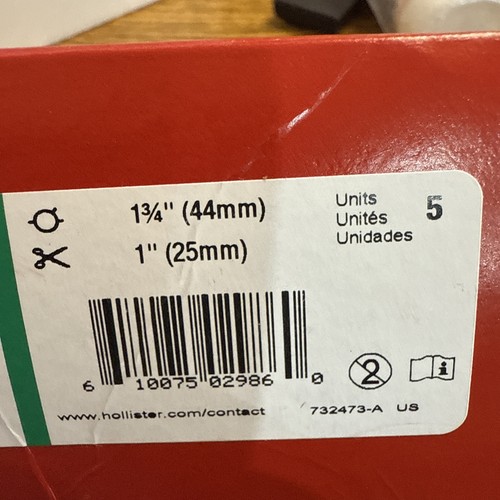 1¾" (44mm)
1" (25mm)
Units
Unités
Unidades
5
6 10075 02986 0
2
www.hollister.com/contact
732473-A US